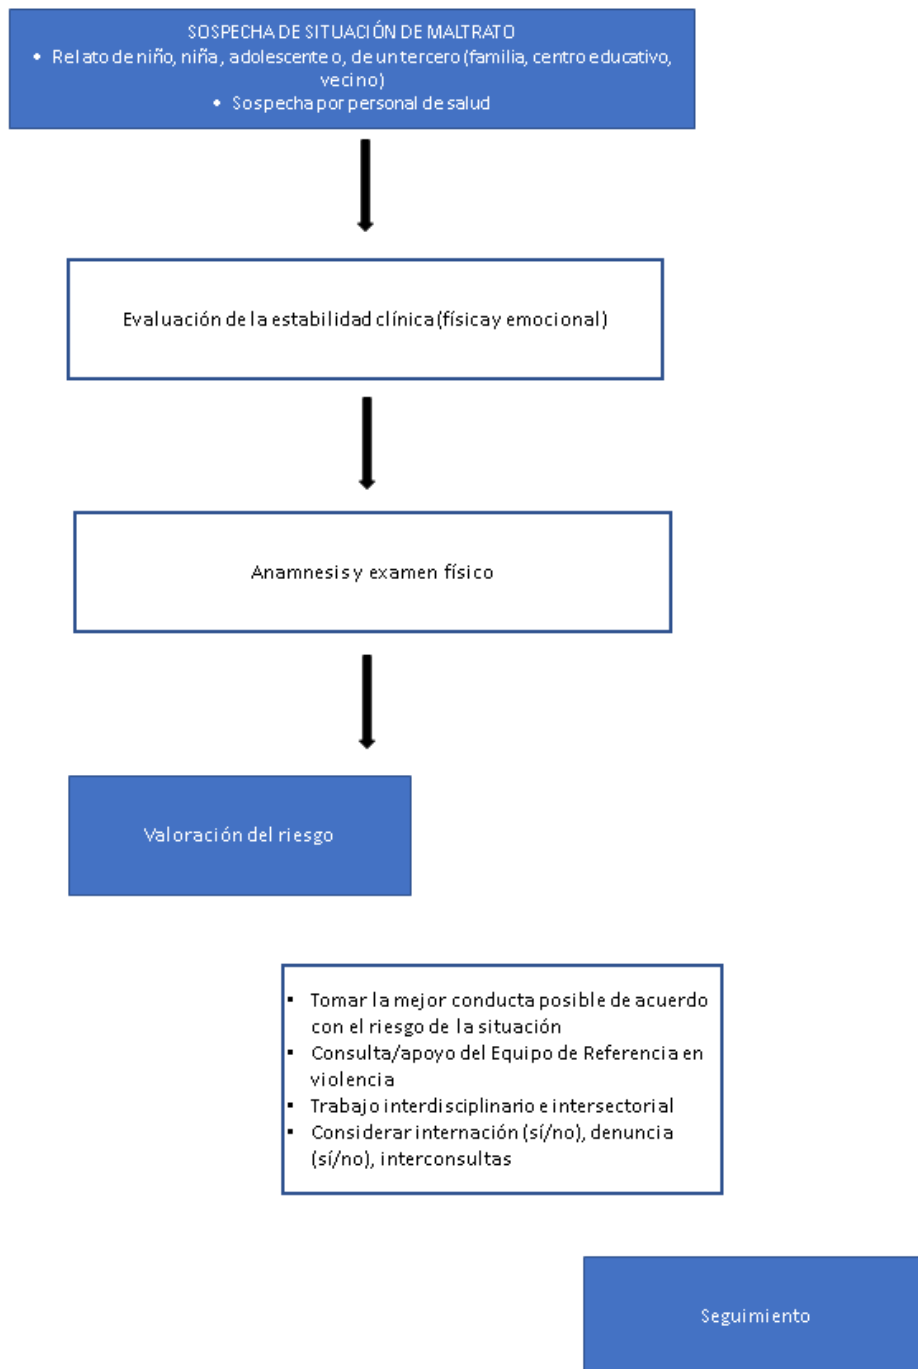 SOSPECHA DE SITUACIÓN DE MALTRATO
• Relato de niño, niña, adolescente o, de un tercero (familia, centro educativo,
vecino)
• Sospecha por personal de salud
Evaluación de la estabilidad clínica (física y emocional)
Anamnesis y examen físico
Valoración del riesgo
▪ Tomar la mejor conducta posible de acuerdo
con el riesgo de la situación
▪ Consulta/apoyo del Equipo de Referencia en
violencia
▪ Trabajo interdisciplinario e intersectorial
▪ Considerar internación (sí/no), denuncia
(sí/no), interconsultas
Seguimiento